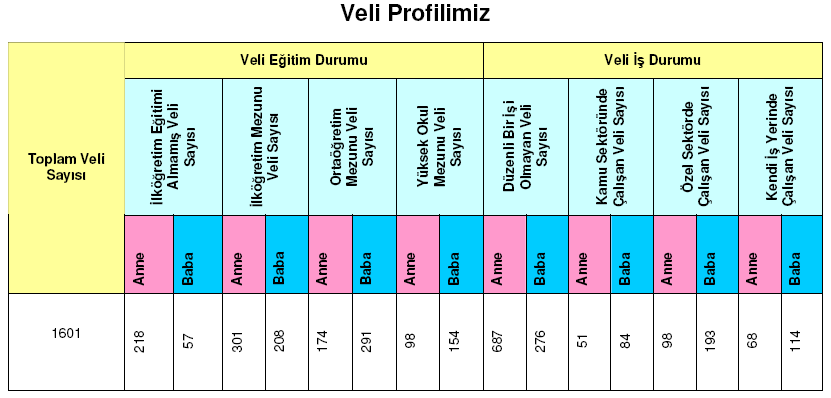 Veli Profilimiz
Toplam Veli
Sayısı
Veli Eğitim Durumu
Veli İş Durumu
İlköğretim Eğitimi
Almamış Veli
Sayısı
İlköğretim Mezunu
Veli Sayısı
Ortaöğretim
Mezunu Veli
Sayısı
Yüksek Okul
Mezunu Veli
Sayısı
Düzenli Bir İşi
Olmayan Veli
Sayısı
Kamu Sektöründe
Çalışan Veli Sayısı
Özel Sektörde
Çalışan Veli Sayısı
Kendi İş Yerinde
Çalışan Veli Sayısı
Anne
Baba
Anne
Baba
Anne
Baba
Anne
Baba
Anne
Baba
Anne
Baba
Anne
Baba
Anne
Baba
1601
218
57
301
208
174
291
98
154
687
276
51
84
98
193
68
114